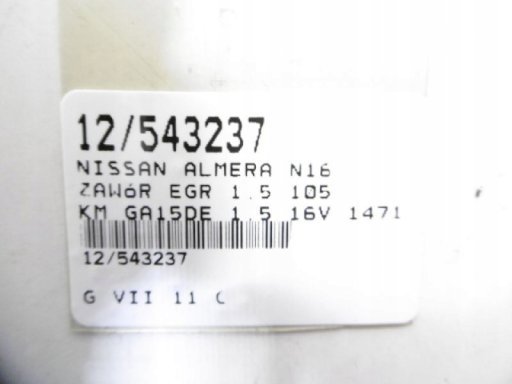 12/543237
NISSAN ALMERA N16
ZAWóR EGR 1.5 105
KM GA15DE 1.5 16V 1471
12/543237
G VII 11 C